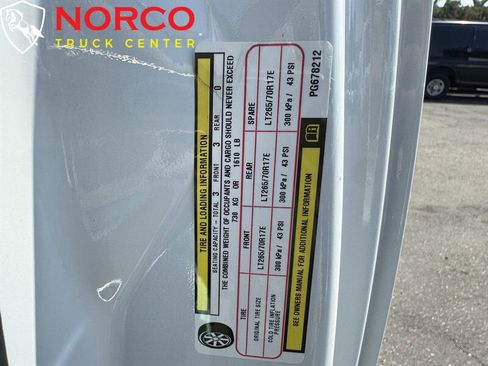 NORCO
TRUCK CENTER
TIRE AND LOADING INFORMATION
SEATING CAPACITY - TOTAL 3 FRONT 3 REAR 0
THE COMBINED WEIGHT OF OCCUPANTS AND CARGO SHOULD NEVER EXCEED
730 KG OR 1610 LB
TIRE FRONT REAR SPARE
ORIGINAL TIRE SIZE LT265/70R17E LT265/70R17E LT265/70R17E
COLD TIRE INFLATION PRESSURE 300 kPa / 43 PSI 300 kPa / 43 PSI 300 kPa / 43 PSI
SEE OWNERS MANUAL FOR ADDITIONAL INFORMATION
PG678212